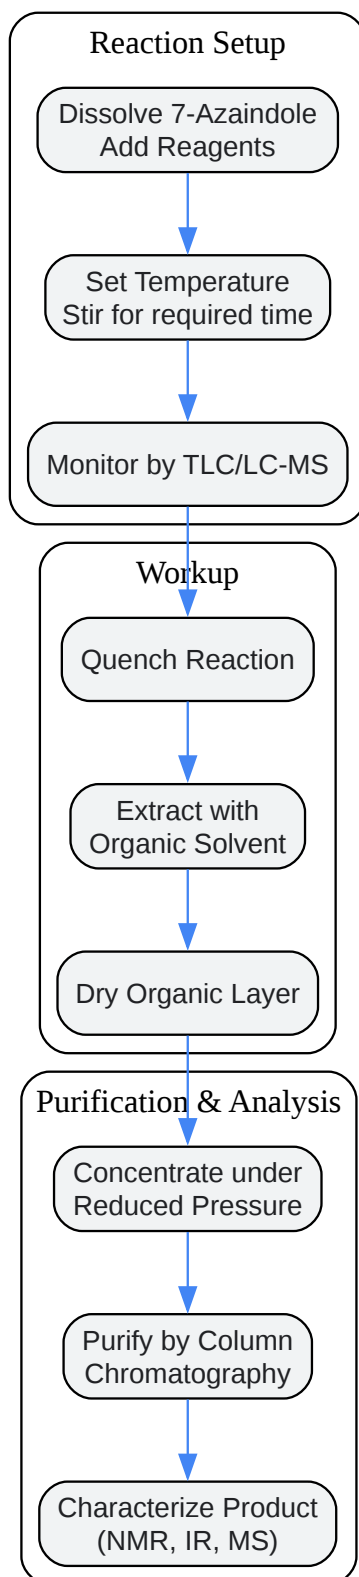 Reaction Setup
Dissolve 7-Azaindole
Add Reagents
Set Temperature
Stir for required time
Monitor by TLC/LC-MS
Workup
Quench Reaction
Extract with
Organic Solvent
Dry Organic Layer
Purification & Analysis
Concentrate under
Reduced Pressure
Purify by Column
Chromatography
Characterize Product
(NMR, IR, MS)